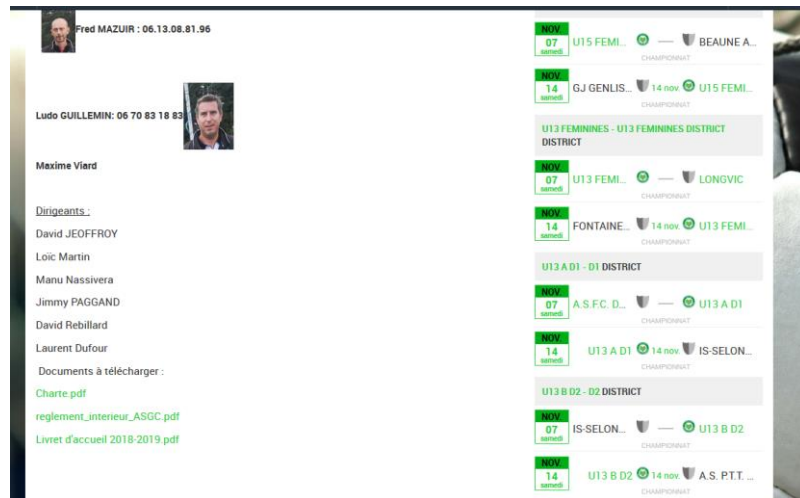 Fred MAZUIR : 06.13.08.81.96
Ludo GUILLEMIN: 06 70 83 18 83
Maxime Viard
Dirigeants :
David JEOFFROY
Loïc Martin
Manu Nassivera
Jimmy PAGGAND
David Rebillard
Laurent Dufour
Documents à télécharger :
Charte.pdf
reglement_interieur_ASGC.pdf
Livret d'accueil 2018-2019.pdf
NOV.
07 U15 FEMI... — BEAUNE A...
samedi
CHAMPIONNAT
NOV.
14 GJ GENLIS... 14 nov. U15 FEMI...
samedi
CHAMPIONNAT
U13 FEMININES - U13 FEMININES DISTRICT
DISTRICT
NOV.
07 U13 FEMI... — LONGVIC
samedi
CHAMPIONNAT
NOV.
14 FONTAINE... 14 nov. U13 FEMI...
samedi
CHAMPIONNAT
U13 A D1 - D1 DISTRICT
NOV.
07 A.S.F.C. D... — U13 A D1
samedi
CHAMPIONNAT
NOV.
14 U13 A D1 14 nov. IS-SELON...
samedi
CHAMPIONNAT
U13 B D2 - D2 DISTRICT
NOV.
07 IS-SELON... — U13 B D2
samedi
CHAMPIONNAT
NOV.
14 U13 B D2 14 nov. A.S. P.T.T. ...
samedi
CHAMPIONNAT